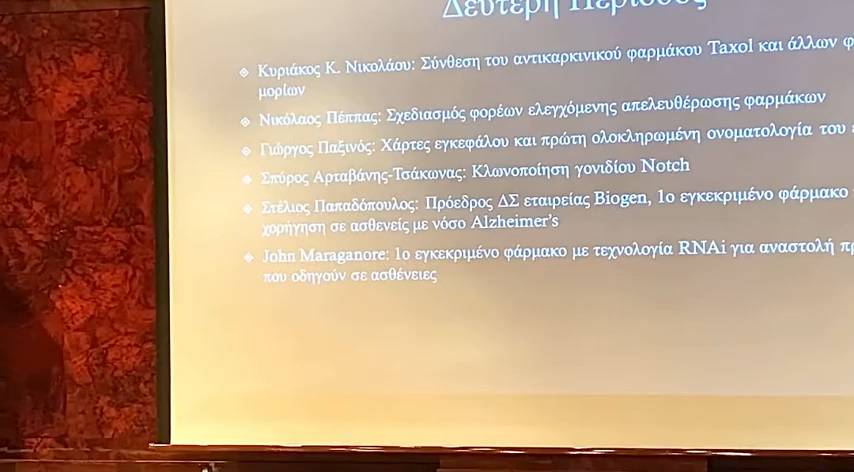 Δεύτερη Περίοδος
Κυριάκος Κ. Νικολάου: Σύνθεση του αντικαρκινικού φαρμάκου Taxol και άλλων
μορίων
Νικόλαος Πέππας: Σχεδιασμός φορέων ελεγχόμενης απελευθέρωσης φαρμάκων
Γιώργος Παξινός: Χάρτες εγκεφάλου και πρώτη ολοκληρωμένη ονοματολογία του
Σπύρος Αρταβάνης-Τσάκωνας: Κλωνοποίηση γονιδίου Notch
Στέλιος Παπαδόπουλος: Πρόεδρος ΔΣ εταιρείας Biogen, 1ο εγκεκριμένο φάρμακο
χορήγηση σε ασθενείς με νόσο Alzheimer's
John Maraganore: 1ο εγκεκριμένο φάρμακο με τεχνολογία RNAi για αναστολή
που οδηγούν σε ασθένειες